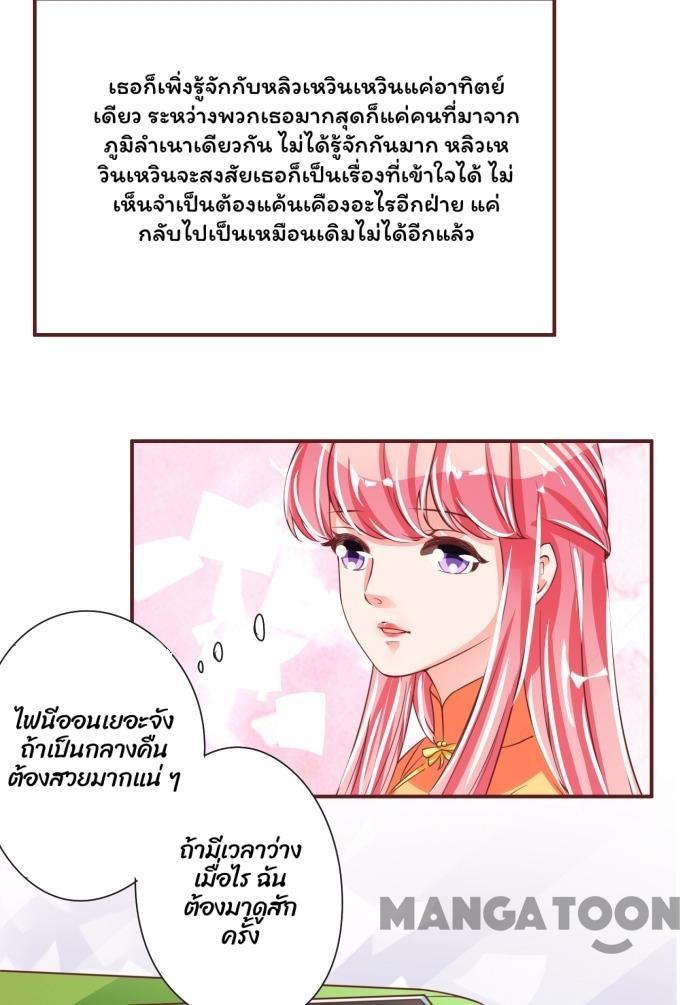 เธอก็เพิ่งรู้จักกับหลิวเหวินเหวินแค่อาทิตย์
เดียว ระหว่างพวกเธอมากสุดก็แค่คนที่มาจาก
ภูมิลำเนาเดียวกัน ไม่ได้รู้จักกันมาก หลิวเห
วินเหวินจะสงสัยเธอก็เป็นเรื่องที่เข้าใจได้ ไม่
เห็นจำเป็นต้องแค้นเคืองอะไรอีกฝ่าย แค่
กลับไปเป็นเหมือนเดิมไม่ได้อีกแล้ว
ไฟนีออนเยอะจัง
ถ้าเป็นกลางคืน
ต้องสวยมากแน่ ๆ
ถ้ามีเวลาว่าง
เมื่อไร ฉัน
ต้องมาดูสัก
ครั้ง
MANGATOON